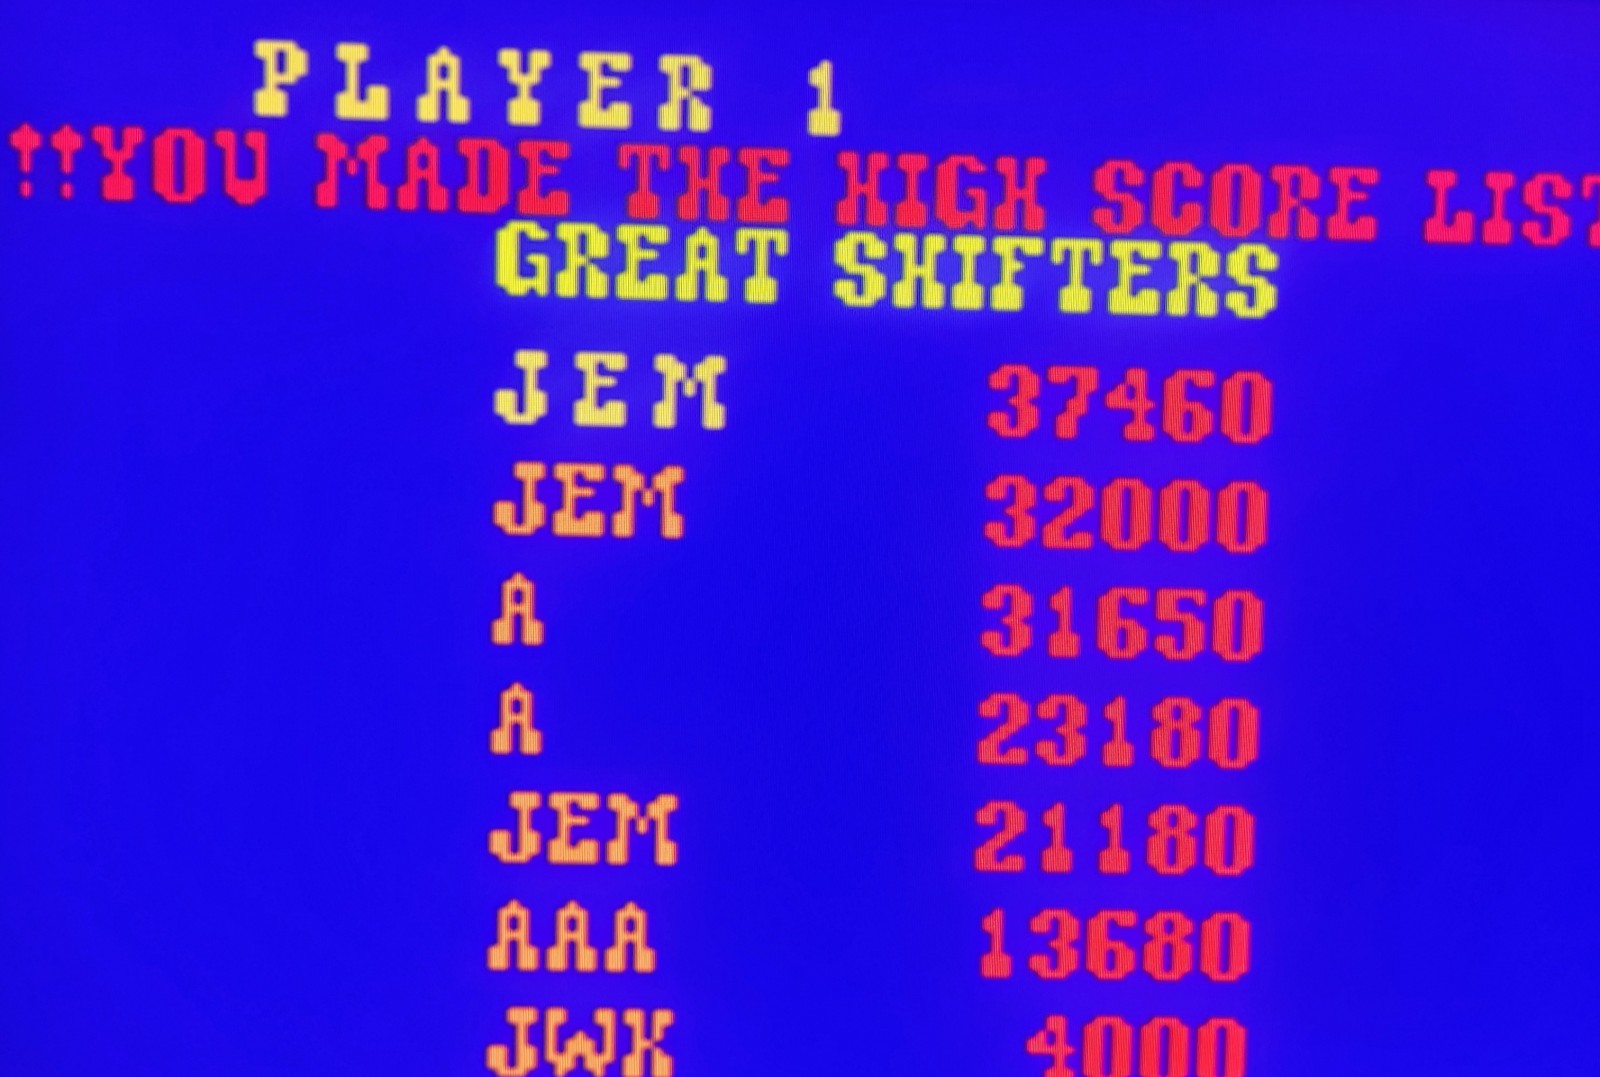 PLAYER 1
!!YOU MADE THE HIGH SCORE LIST
GREAT SHIFTERS
JEM 37460
JEM 32000
A 31650
A 23180
JEM 21180
AAA 13680
JWK 4000